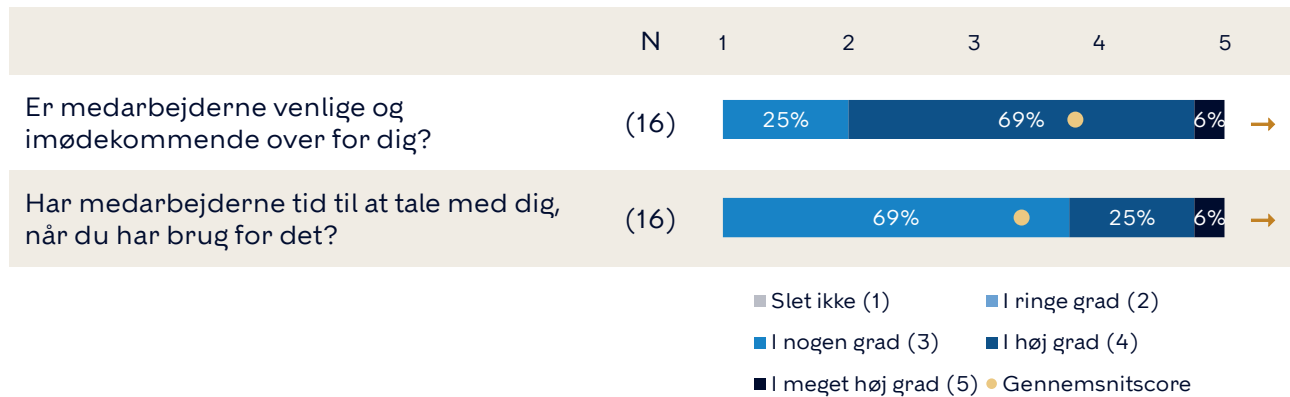 N 1 2 3 4 5
Er medarbejderne venlige og
imødekommende over for dig?
(16) 25% 69% 6% →
Har medarbejderne tid til at tale med dig,
når du har brug for det?
(16) 69% 25% 6% →
Slet ikke (1) I ringe grad (2)
I nogen grad (3) I høj grad (4)
I meget høj grad (5) Gennemsnitscore